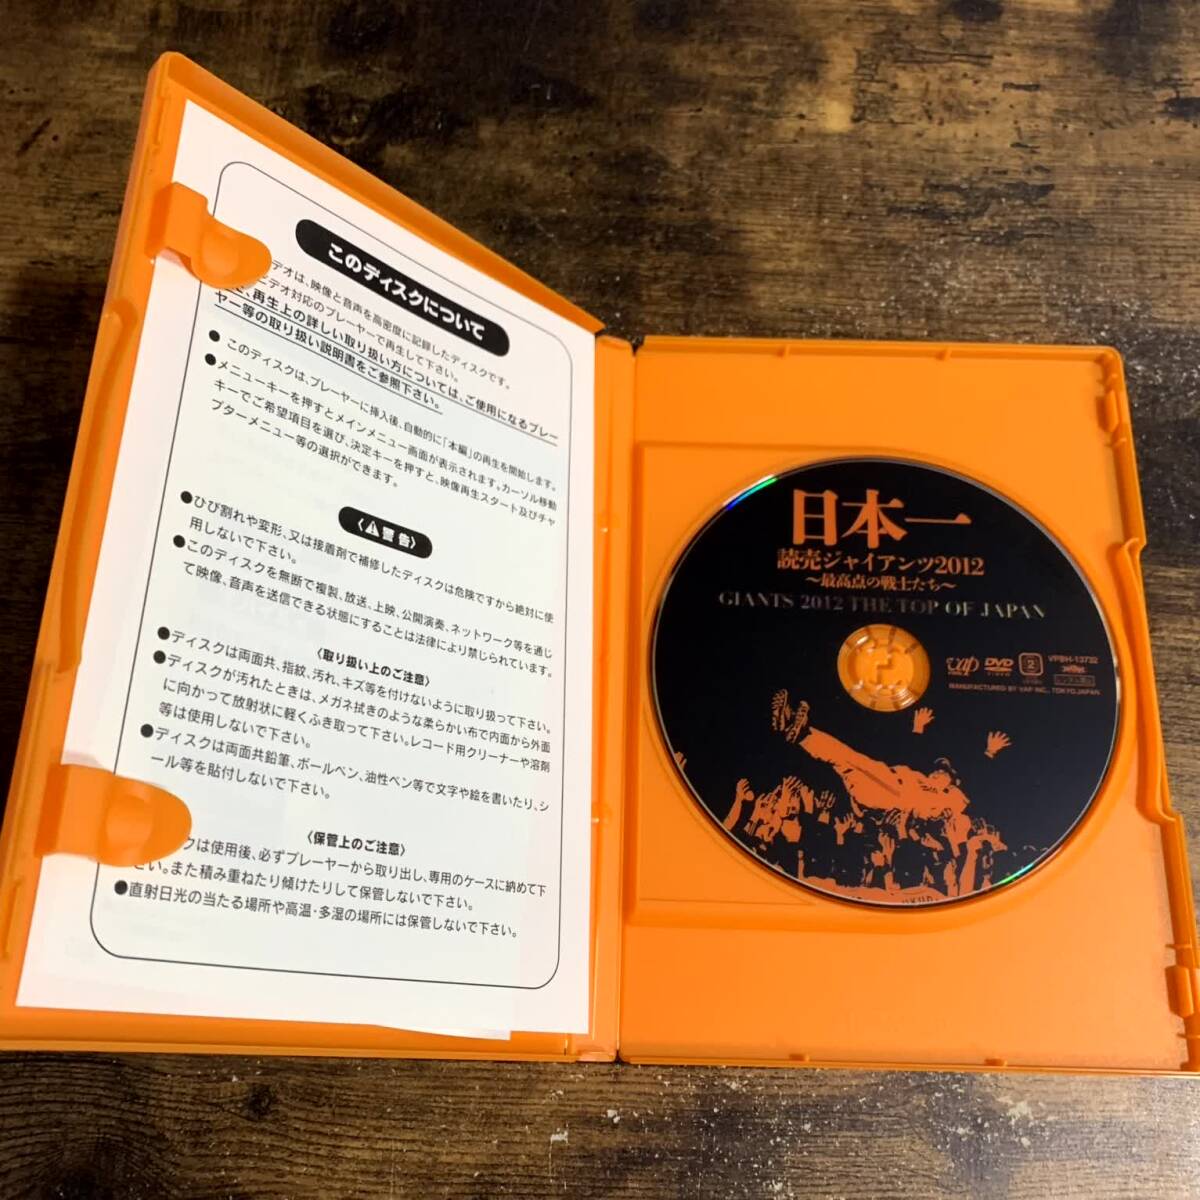 このディスクについて
デオは、映像と音声を高密度に記録したディスクです。
ビデオ対応のプレーヤーで再生して下さい。
、再生上の詳しい取り扱い方については、ご使用になるプレー
ヤー等の取り扱い説明書をご参照下さい。
●このディスクは、プレーヤーに挿入後、自動的に「本編」の再生を開始します。
●メニューキーを押すとメインメニュー画面が表示されます。カーソル移動
キーでご希望項目を選び、決定キーを押すと、映像再生スタート及びチャ
プターメニュー等の選択ができます。
〈⚠警告〉
●ひび割れや変形、又は接着剤で補修したディスクは危険ですから絶対に使
用しないで下さい。
●このディスクを無断で複製、放送、上映、公開演奏、ネットワーク等を通じ
て映像、音声を送信できる状態にすることは法律により禁じられています。
〈取り扱い上のご注意〉
●ディスクは両面共、指紋、汚れ、キズ等を付けないように取り扱って下さい。
●ディスクが汚れたときは、メガネ拭きのような柔らかい布で内面から外面
に向かって放射状に軽くふき取って下さい。レコード用クリーナーや溶剤
等は使用しないで下さい。
●ディスクは両面共鉛筆、ボールペン、油性ペン等で文字や絵を書いたり、シ
ール等を貼付しないで下さい。
〈保管上のご注意〉
クは使用後、必ずプレーヤーから取り出し、専用のケースに納めて下
さい。また積み重ねたり傾けたりして保管しないで下さい。
●直射日光の当たる場所や高温・多湿の場所には保管しないで下さい。
日本一
読売ジャイアンツ2012
～最高点の戦士たち～
GIANTS 2012 THE TOP OF JAPAN
vap
DVD
VIDEO
2
VPBH-13732
MANUFACTURED BY VAP INC., TOKYO, JAPAN.